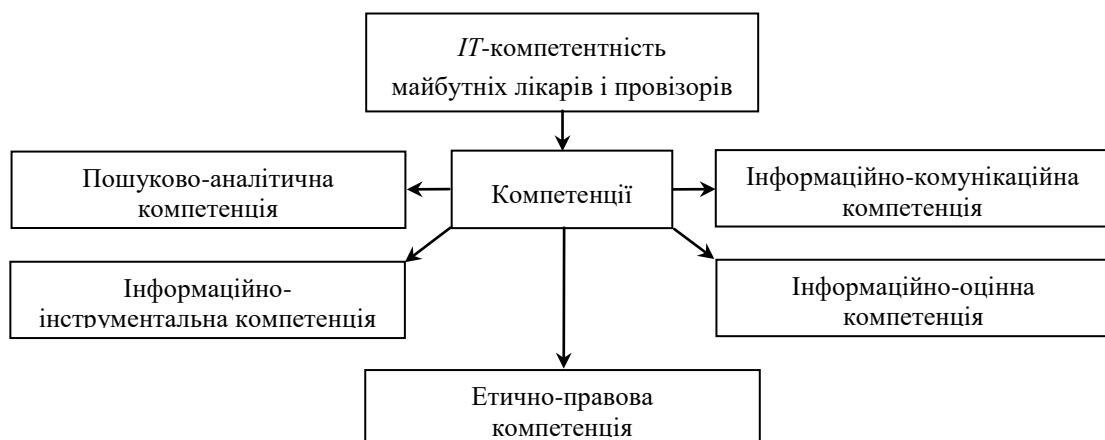 IT-компетентність
майбутніх лікарів і провізорів
Пошуково-аналітична
компетенція
Компетенції
Інформаційно-комунікаційна
компетенція
Інформаційно-
інструментальна компетенція
Інформаційно-оцінна
компетенція
Етично-правова
компетенція